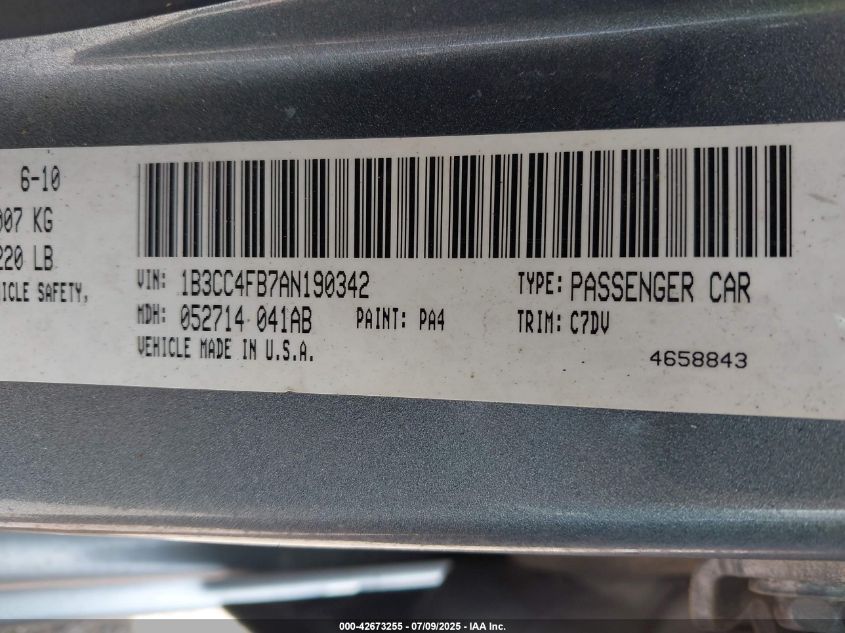 6-10
007 KG
220 LB
ICLE SAFETY,
VIN: 1B3CC4FB7AN190342
TYPE: PASSENGER CAR
MDH: 052714 041AB
PAINT: PA4
TRIM: C7DV
VEHICLE MADE IN U.S.A.
4658843
000-42673255 - 07/09/2025 - IAA Inc.